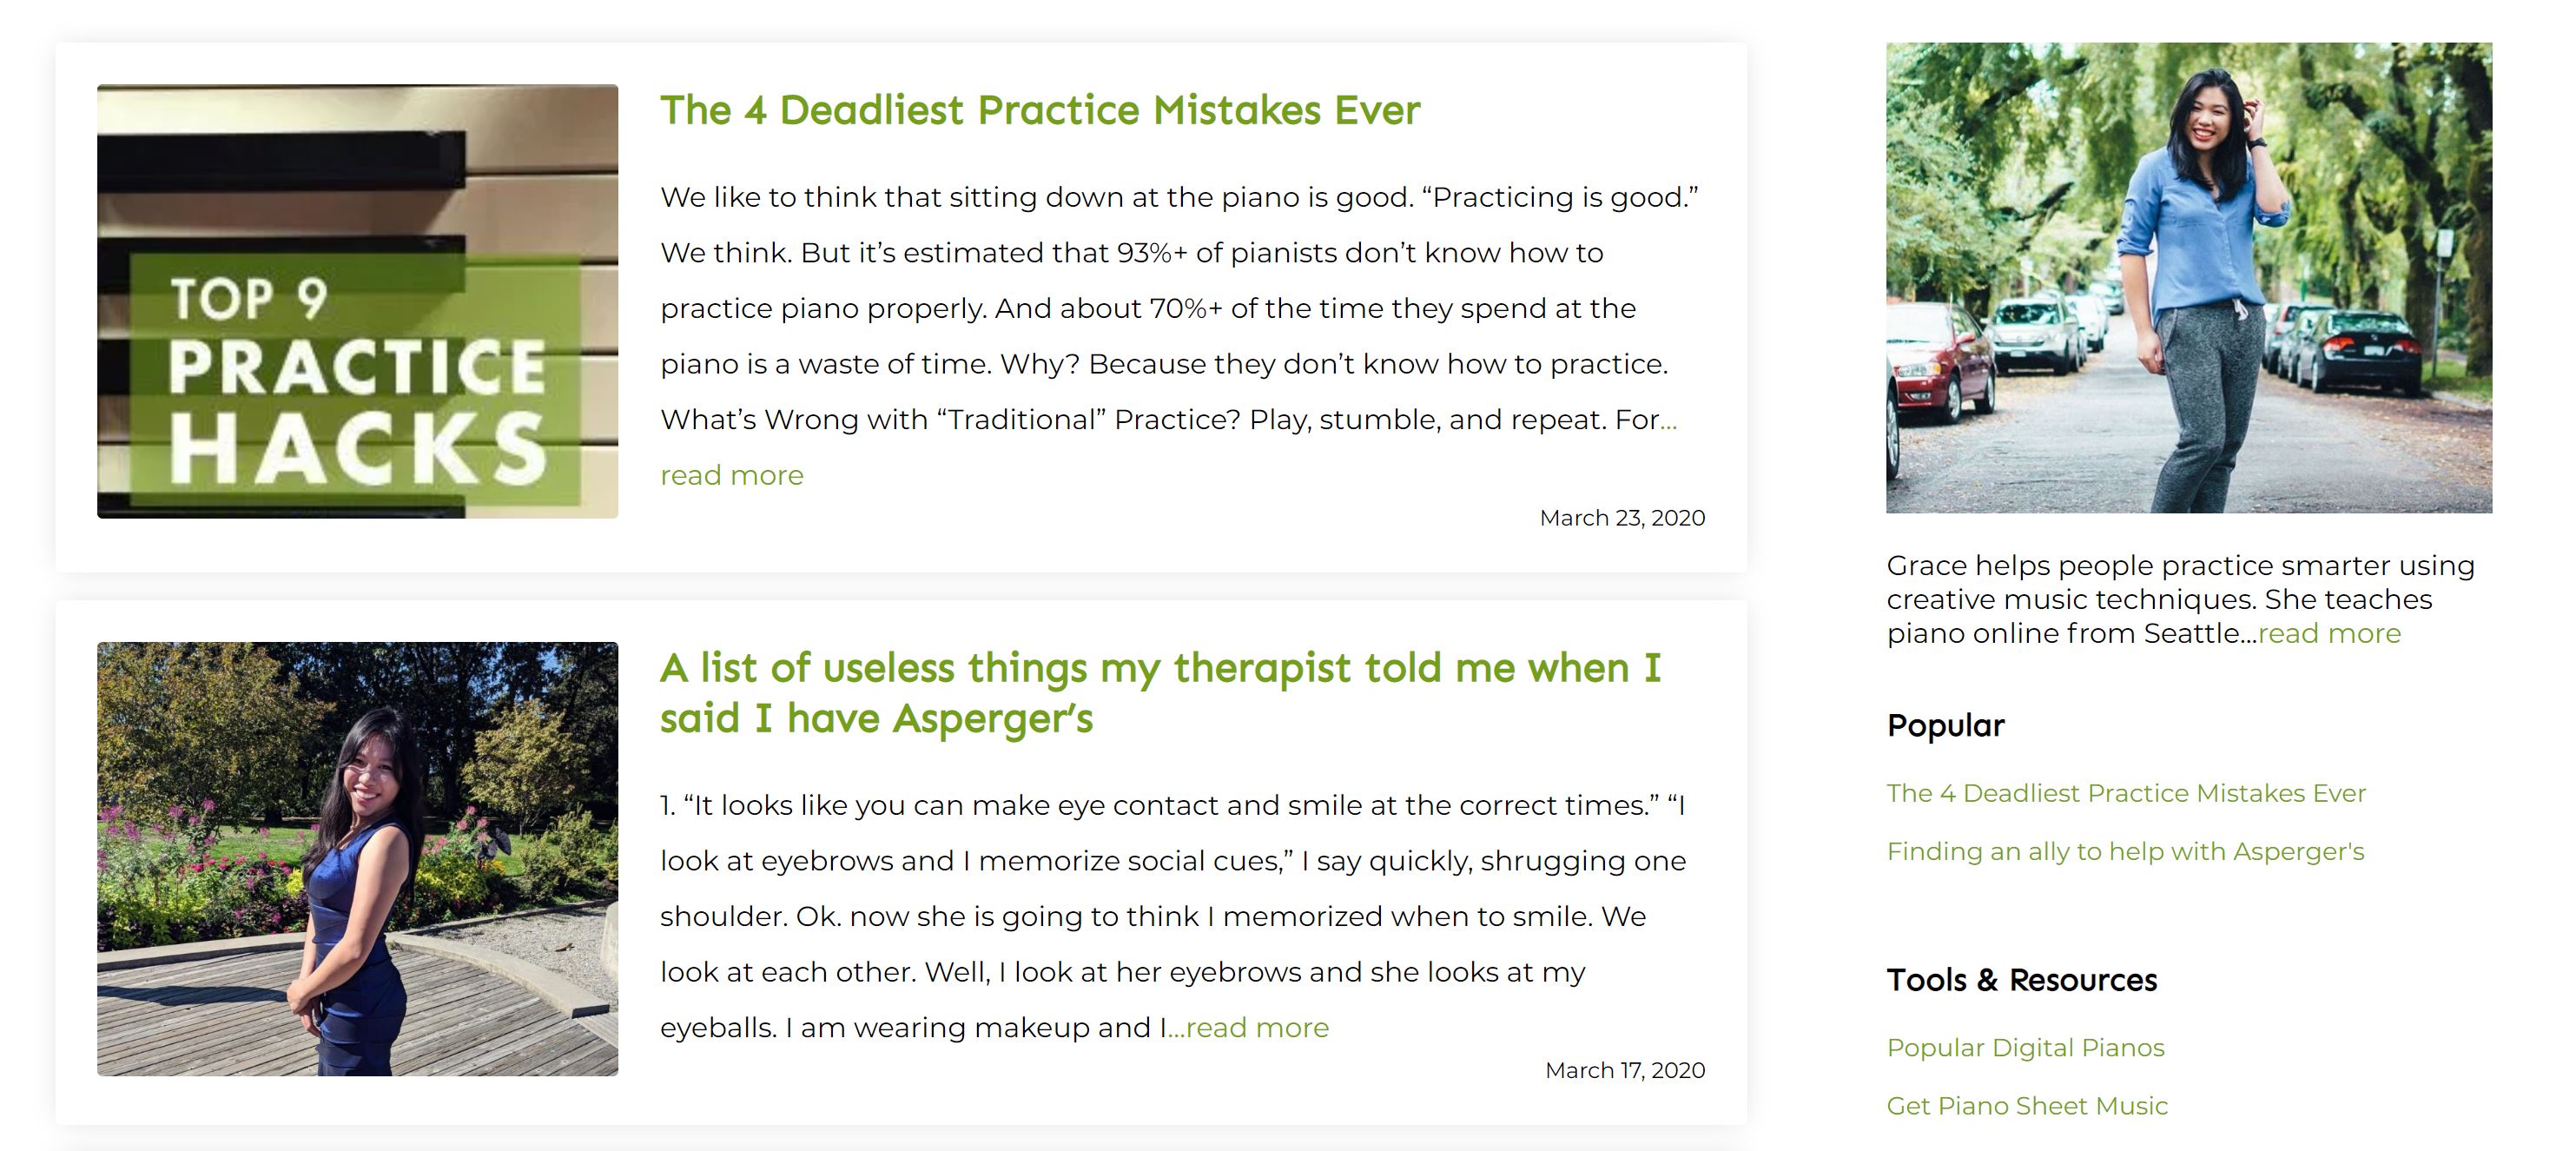 TOP 9
PRACTICE
HACKS
The 4 Deadliest Practice Mistakes Ever
We like to think that sitting down at the piano is good. “Practicing is good.”
We think. But it’s estimated that 93%+ of pianists don’t know how to
practice piano properly. And about 70%+ of the time they spend at the
piano is a waste of time. Why? Because they don’t know how to practice.
What’s Wrong with “Traditional” Practice? Play, stumble, and repeat. For...
read more
March 23, 2020
A list of useless things my therapist told me when I
said I have Asperger’s
1. “It looks like you can make eye contact and smile at the correct times.” “I
look at eyebrows and I memorize social cues,” I say quickly, shrugging one
shoulder. Ok. now she is going to think I memorized when to smile. We
look at each other. Well, I look at her eyebrows and she looks at my
eyeballs. I am wearing makeup and I...read more
March 17, 2020
Grace helps people practice smarter using
creative music techniques. She teaches
piano online from Seattle...read more
Popular
The 4 Deadliest Practice Mistakes Ever
Finding an ally to help with Asperger's
Tools & Resources
Popular Digital Pianos
Get Piano Sheet Music